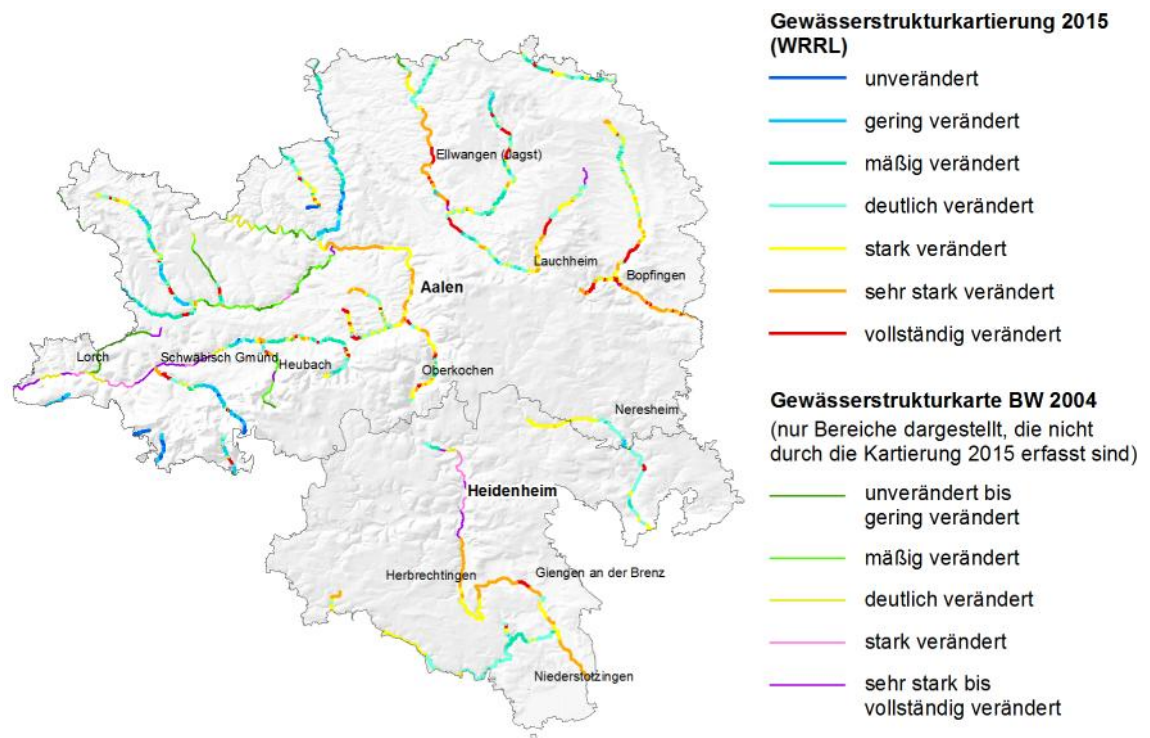 Gewässerstrukturkartierung 2015
(WRRL)
unverändert
gering verändert
mäßig verändert
deutlich verändert
stark verändert
sehr stark verändert
vollständig verändert
Gewässerstrukturkarte BW 2004
(nur Bereiche dargestellt, die nicht
durch die Kartierung 2015 erfasst sind)
unverändert bis
gering verändert
mäßig verändert
deutlich verändert
stark verändert
sehr stark bis
vollständig verändert
Ellwangen (Jagst)
Lauchheim
Bopfingen
Aalen
Lorch
Schwäbisch Gmünd
Heubach
Oberkochen
Neresheim
Heidenheim
Herbrechtingen
Giengen an der Brenz
Niederstotzingen